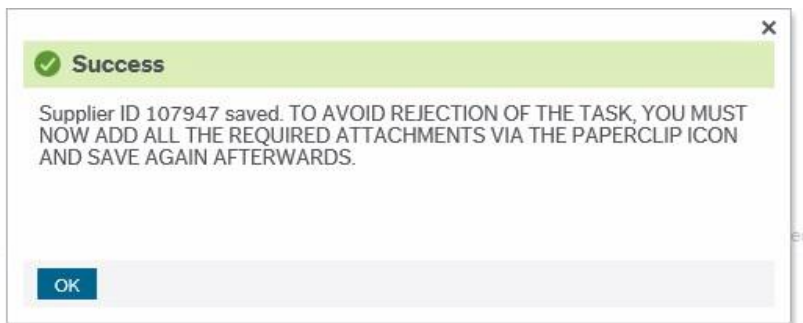 Success
Supplier ID 107947 saved. TO AVOID REJECTION OF THE TASK, YOU MUST
NOW ADD ALL THE REQUIRED ATTACHMENTS VIA THE PAPERCLIP ICON
AND SAVE AGAIN AFTERWARDS.
OK